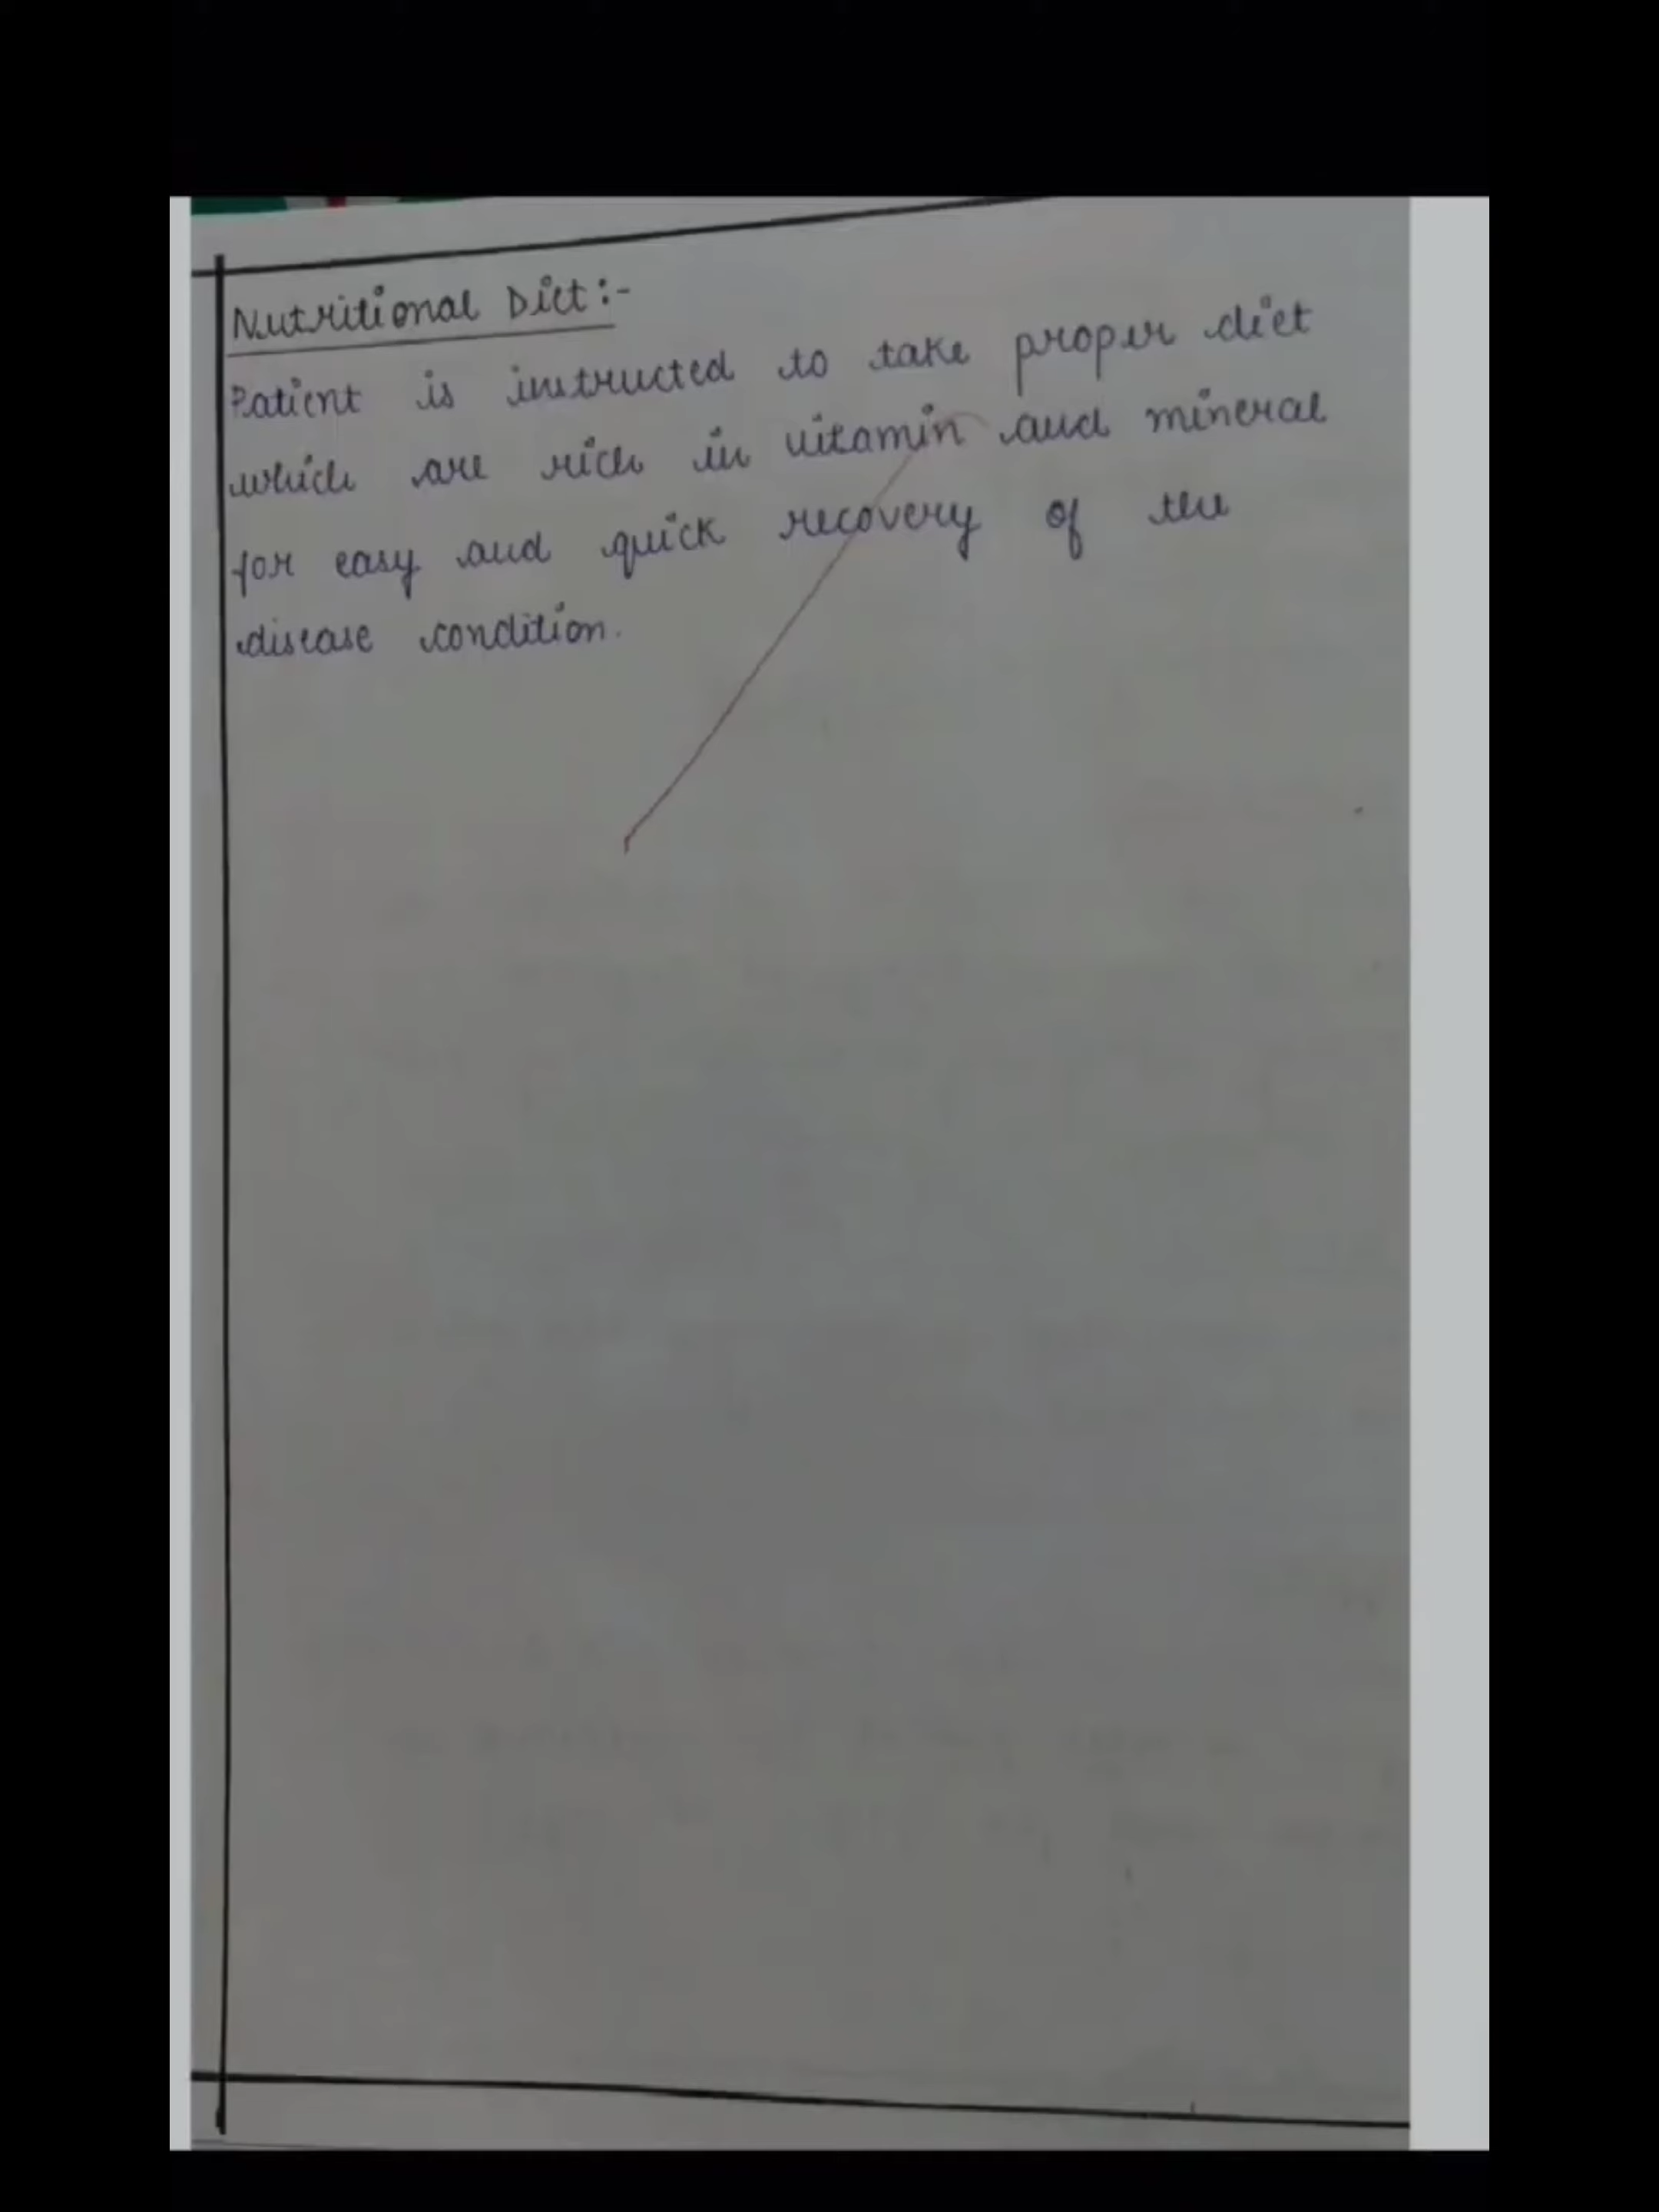 Nutritional Diet:-
Patient is instructed to take proper diet
which are rich in vitamin and mineral
for easy and quick recovery of the
disease condition.